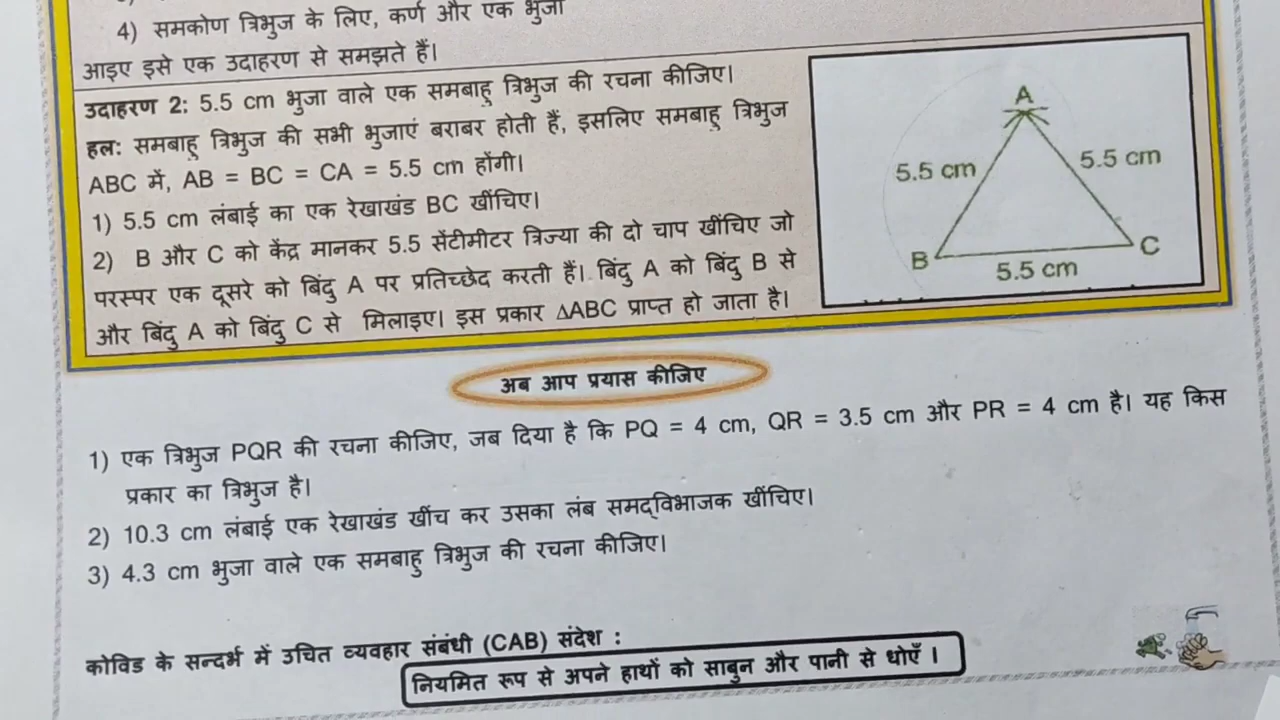 4) समकोण त्रिभुज के लिए, कर्ण और एक भुजा
आइए इसे एक उदाहरण से समझते हैं।
उदाहरण 2: 5.5 cm भुजा वाले एक समबाहु त्रिभुज की रचना कीजिए।
हल: समबाहु त्रिभुज की सभी भुजाएं बराबर होती हैं, इसलिए समबाहु त्रिभुज
ABC में, AB = BC = CA = 5.5 cm होंगी।
1) 5.5 cm लंबाई का एक रेखाखंड BC खींचिए।
2) B और C को केंद्र मानकर 5.5 सेंटीमीटर त्रिज्या की दो चाप खींचिए जो
परस्पर एक दूसरे को बिंदु A पर प्रतिच्छेद करती हैं। बिंदु A को बिंदु B से
और बिंदु A को बिंदु C से मिलाइए। इस प्रकार ∆ABC प्राप्त हो जाता है।
A
5.5 cm
5.5 cm
B
C
5.5 cm
अब आप प्रयास कीजिए
1) एक त्रिभुज PQR की रचना कीजिए, जब दिया है कि PQ = 4 cm, QR = 3.5 cm और PR = 4 cm है। यह किस
प्रकार का त्रिभुज है।
2) 10.3 cm लंबाई एक रेखाखंड खींच कर उसका लंब समद्विभाजक खींचिए।
3) 4.3 cm भुजा वाले एक समबाहु त्रिभुज की रचना कीजिए।
कोविड के सन्दर्भ में उचित व्यवहार संबंधी (CAB) संदेश :
नियमित रूप से अपने हाथों को साबुन और पानी से धोएँ ।